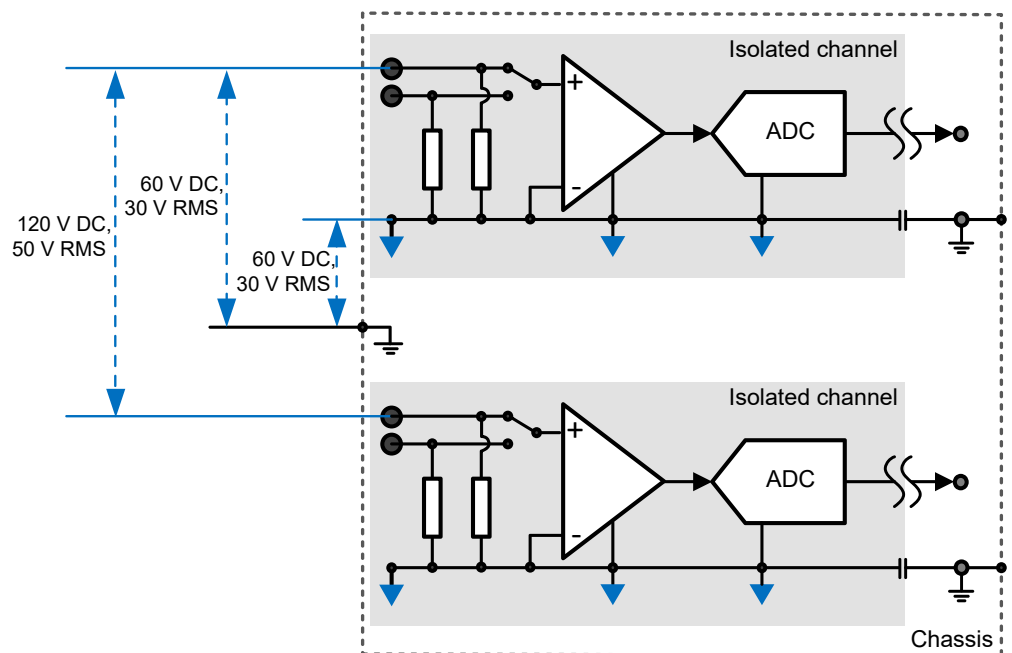 Isolated channel
+
-
ADC
60 V DC,
30 V RMS
120 V DC,
50 V RMS
60 V DC,
30 V RMS
Isolated channel
+
-
ADC
Chassis